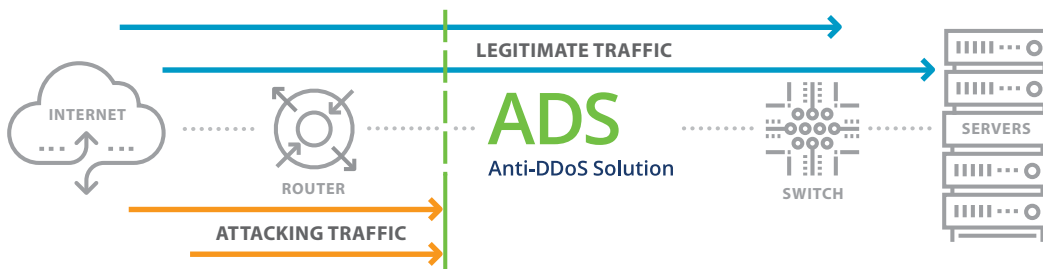 LEGITIMATE TRAFFIC
INTERNET
ADS
SERVERS
Anti-DDoS Solution
ROUTER
SWITCH
ATTACKING TRAFFIC